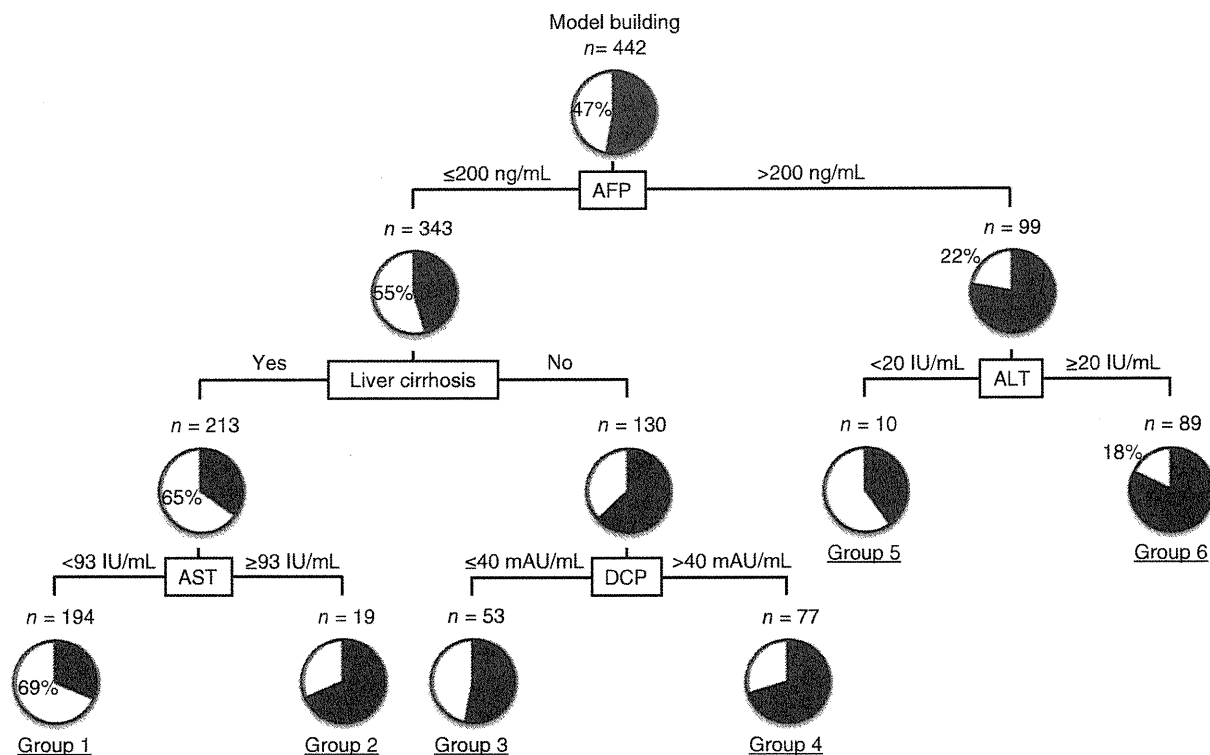 Model building
n= 442
47%
≤200 ng/mL
AFP
>200 ng/mL
n = 343
n = 99
55%
22%
Yes
Liver cirrhosis
No
<20 IU/mL
ALT
≥20 IU/mL
n = 213
n = 130
n = 10
n = 89
65%
18%
Group 5
Group 6
<93 IU/mL
AST
≥93 IU/mL
≤40 mAU/mL
DCP
>40 mAU/mL
n = 194
n = 19
n = 53
n = 77
69%
Group 1
Group 2
Group 3
Group 4